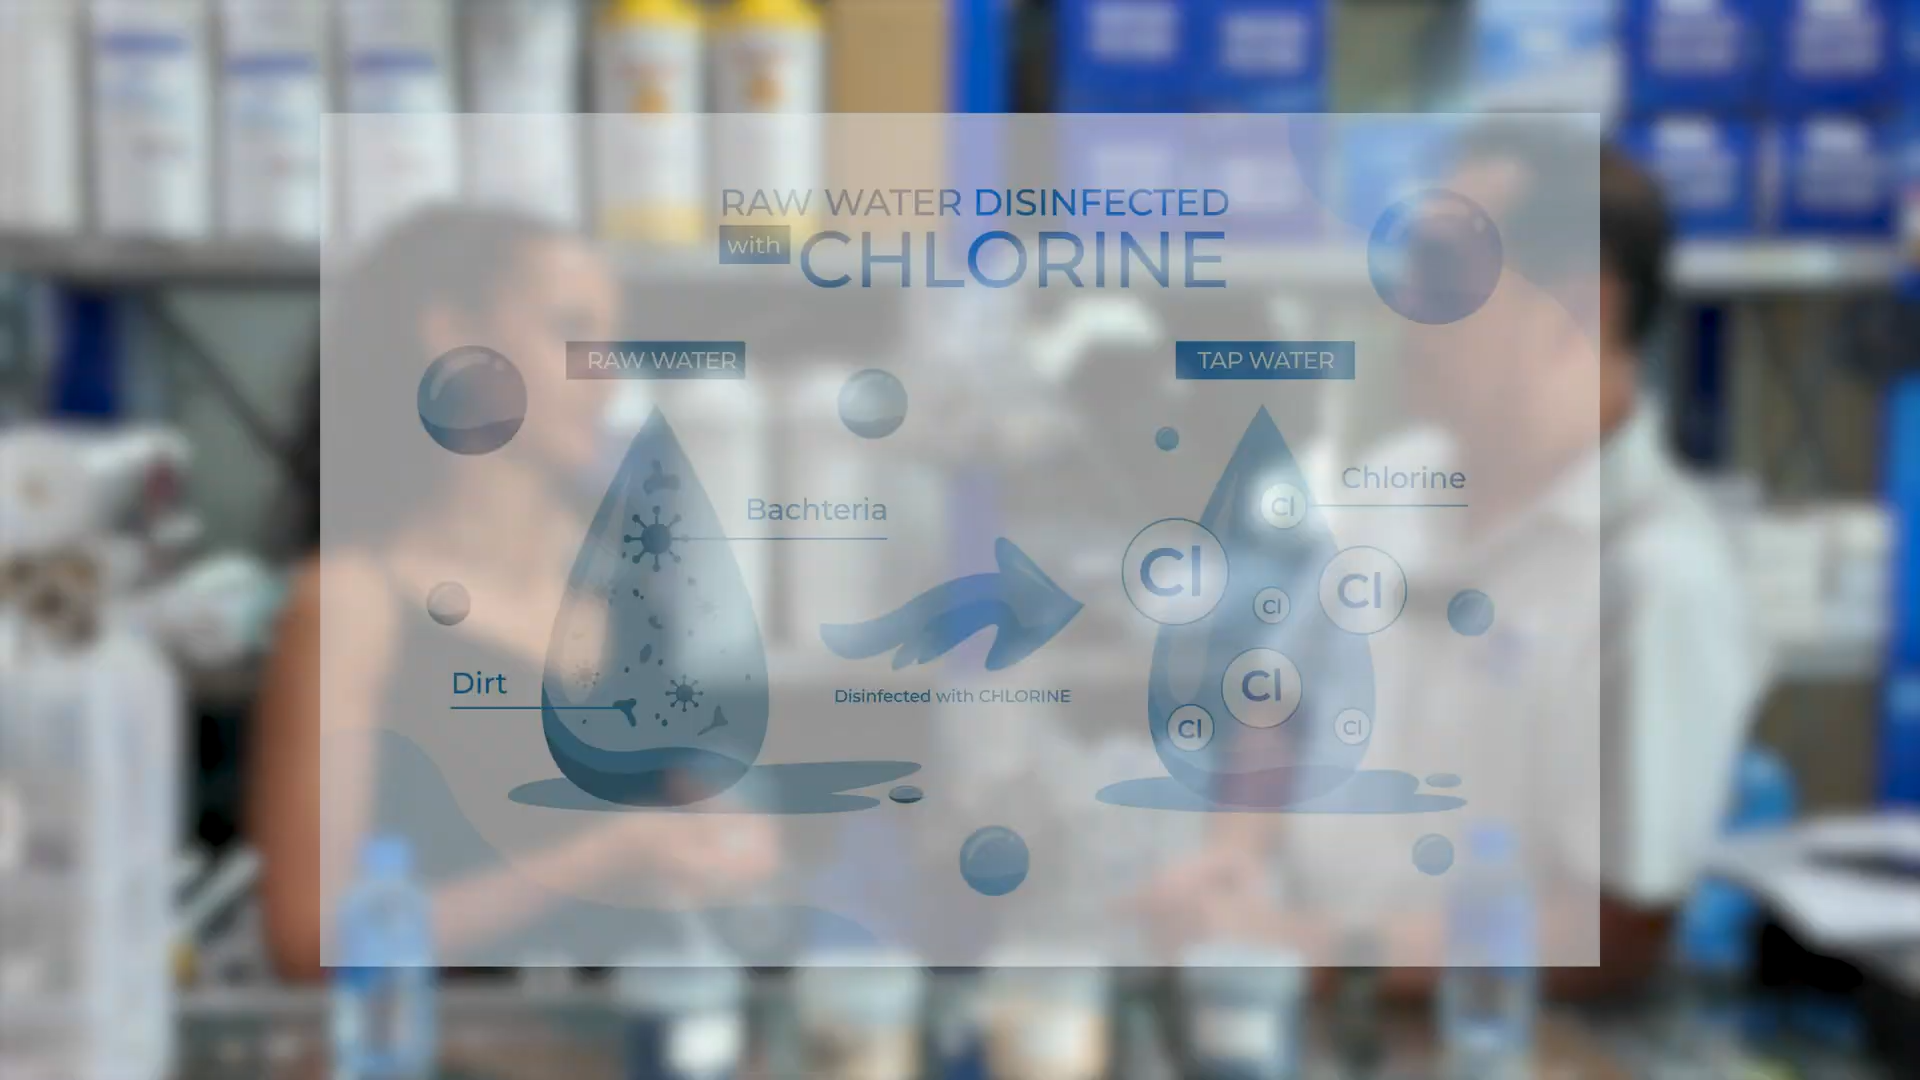 RAW WATER DISINFECTED
with CHLORINE
RAW WATER
TAP WATER
Bachteria
Chlorine
Cl
Cl
Cl
Cl
Cl
Cl
Cl
Dirt
Disinfected with CHLORINE